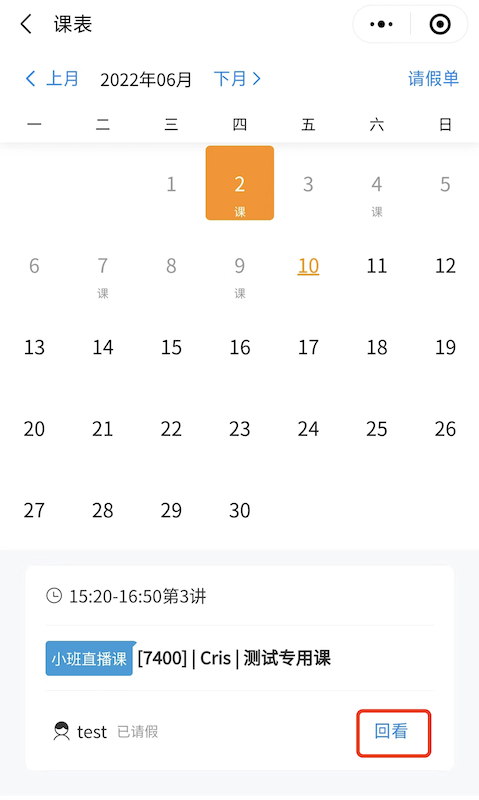 课表
上月 2022年06月 下月 请假单
一 二 三 四 五 六 日
1 2 3 4 5
课 课
6 7 8 9 10 11 12
课 课
13 14 15 16 17 18 19
20 21 22 23 24 25 26
27 28 29 30
15:20-16:50第3讲
小班直播课 [7400] | Cris | 测试专用课
test 已请假 回看